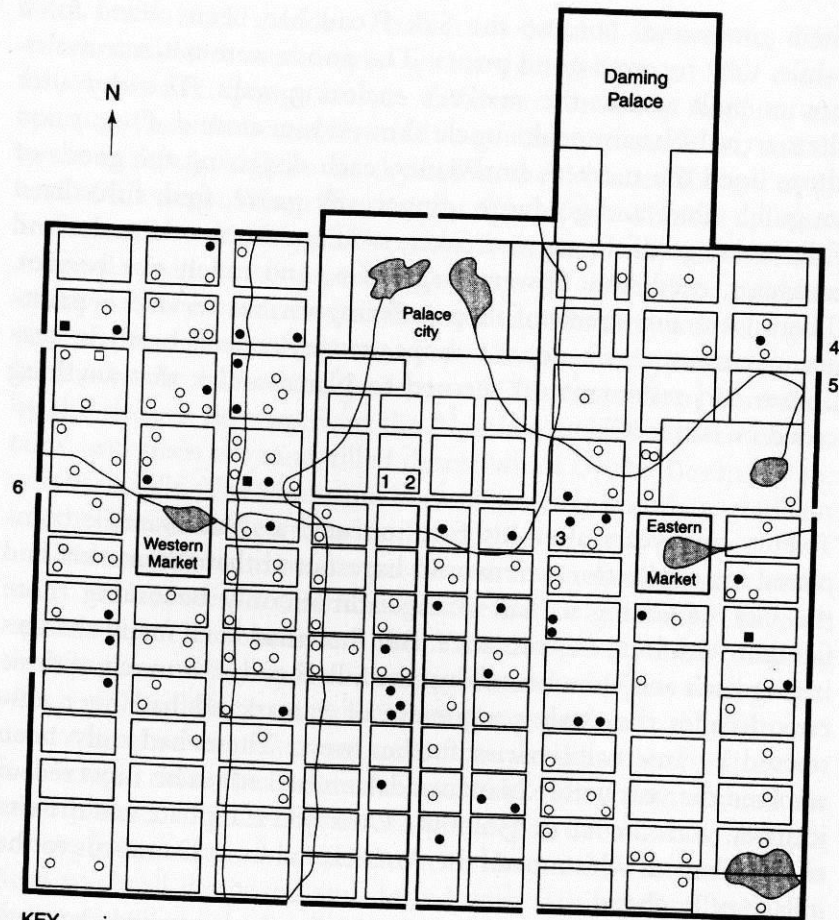 Daming
Palace
N
Palace
city
4
5
1 2
6
3
Western
Market
Eastern
Market
KEY